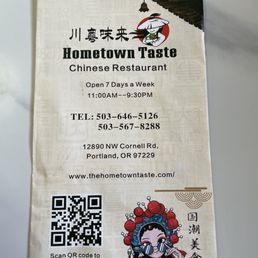 川喜味来
Hometown Taste
Chinese Restaurant
Open 7 Days a Week
11:00AM---9:30PM
TEL: 503-646-5126
503-567-8288
12890 NW Cornell Rd,
Portland, OR 97229
www.thehometowntaste.com/
国潮美食
Scan QR code to